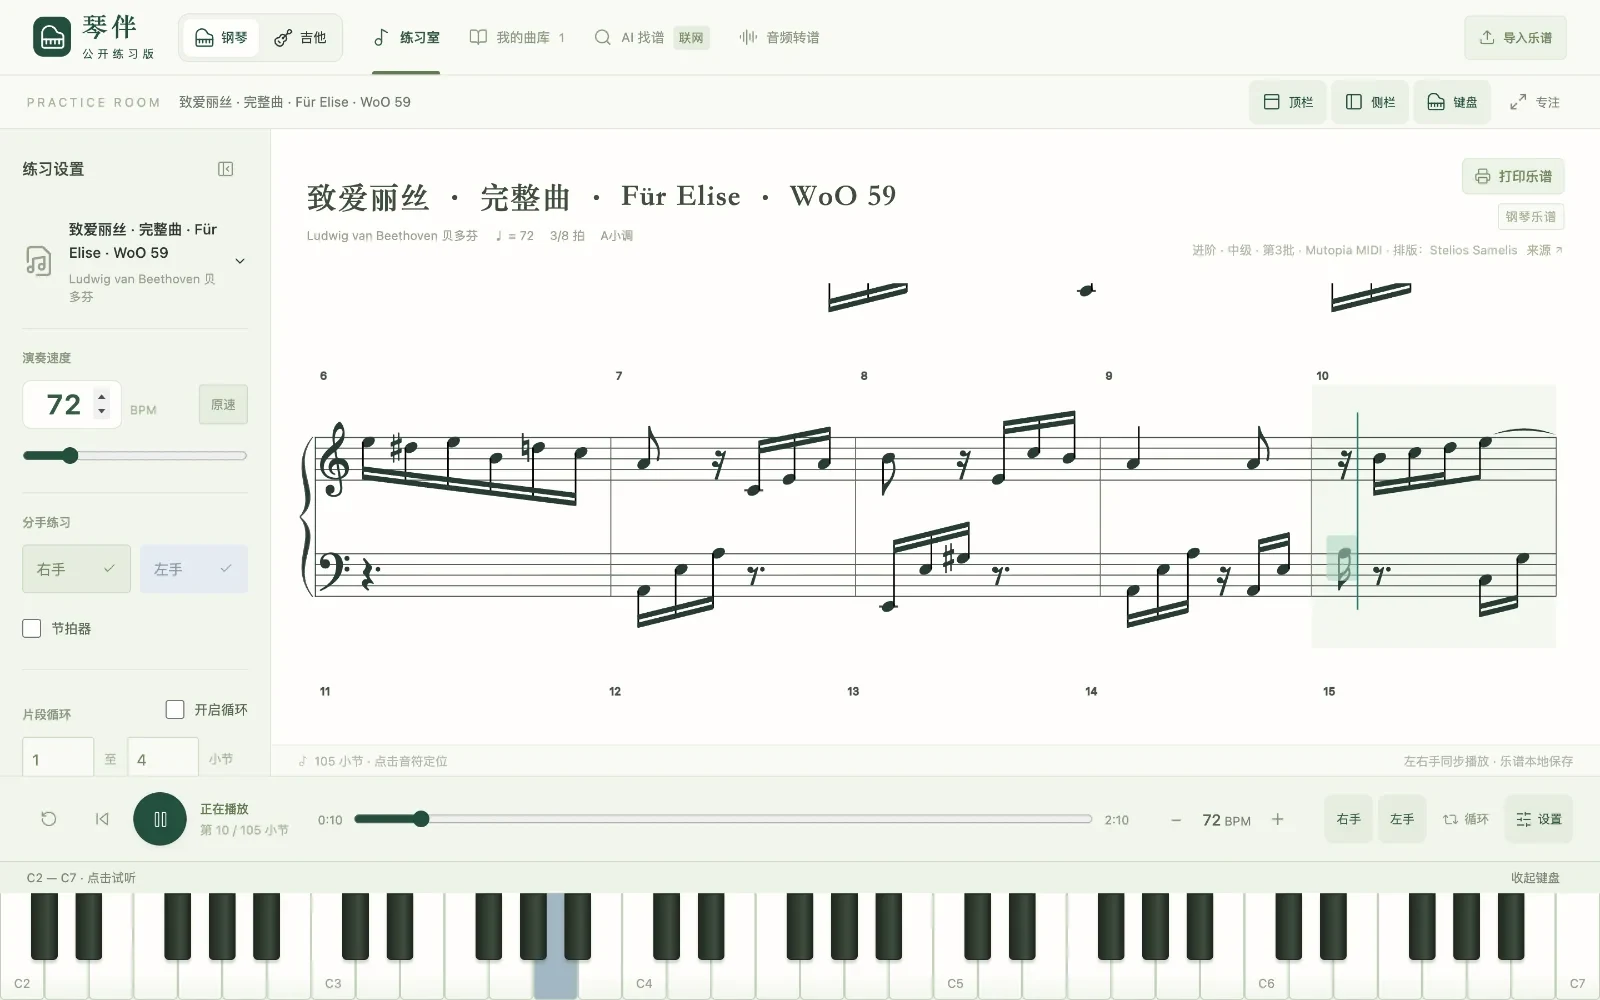 琴伴
公开练习版
钢琴
吉他
练习室
我的曲库 1
AI 找谱 联网
音频转谱
导入乐谱
PRACTICE ROOM 致爱丽丝 · 完整曲 · Für Elise · WoO 59
顶栏
侧栏
键盘
专注
练习设置
致爱丽丝 · 完整曲 · Für
Elise · WoO 59
Ludwig van Beethoven 贝
多芬
演奏速度
72 BPM 原速
分手练习
右手
左手
节拍器
片段循环 开启循环
1 至 4 小节
致爱丽丝 · 完整曲 · Für Elise · WoO 59
Ludwig van Beethoven 贝多芬 ♩ = 72 3/8 拍 A小调
打印乐谱
钢琴乐谱
进阶 · 中级 · 第3批 · Mutopia MIDI · 排版：Stelios Samelis 来源 ↗
6 7 8 9 10
11 12 13 14 15
105 小节 · 点击音符定位
左右手同步播放 · 乐谱本地保存
正在播放
第 10 / 105 小节
0:10 2:10
− 72 BPM +
右手
左手
循环
设置
C2 — C7 · 点击试听
收起键盘
C2 C3 C4 C5 C6 C7